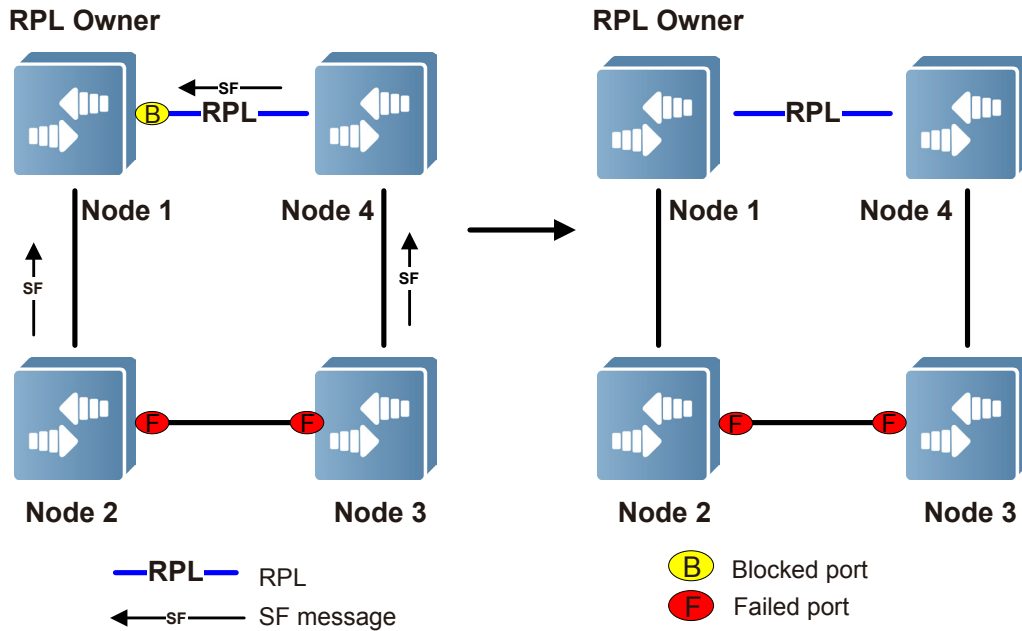 RPL Owner
RPL Owner
SF
B
RPL
RPL
Node 1
Node 4
Node 1
Node 4
SF
SF
F
F
F
F
Node 2
Node 3
Node 2
Node 3
RPL
RPL
B
Blocked port
SF
SF message
F
Failed port